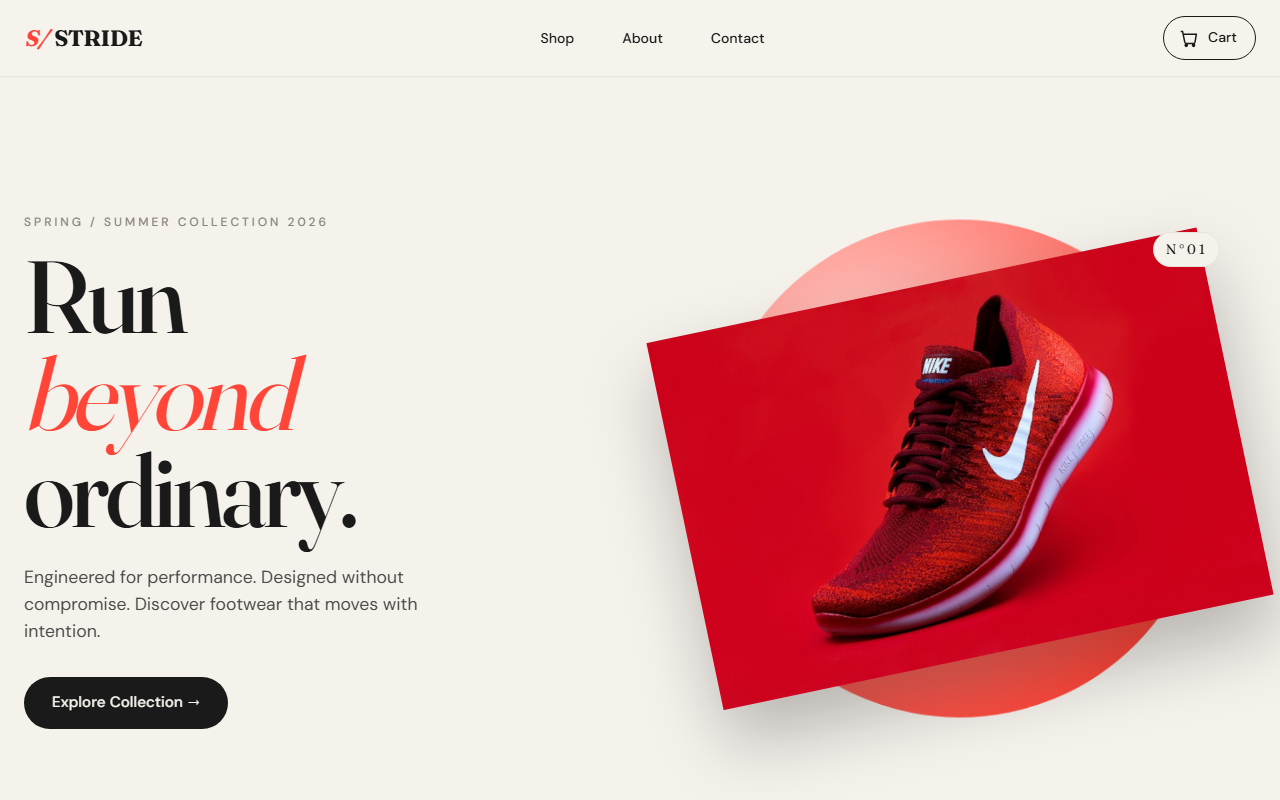 S/ STRIDE
Shop
About
Contact
Cart
SPRING / SUMMER COLLECTION 2026
Run
beyond
ordinary.
Engineered for performance. Designed without
compromise. Discover footwear that moves with
intention.
Explore Collection →
N°01
NIKE